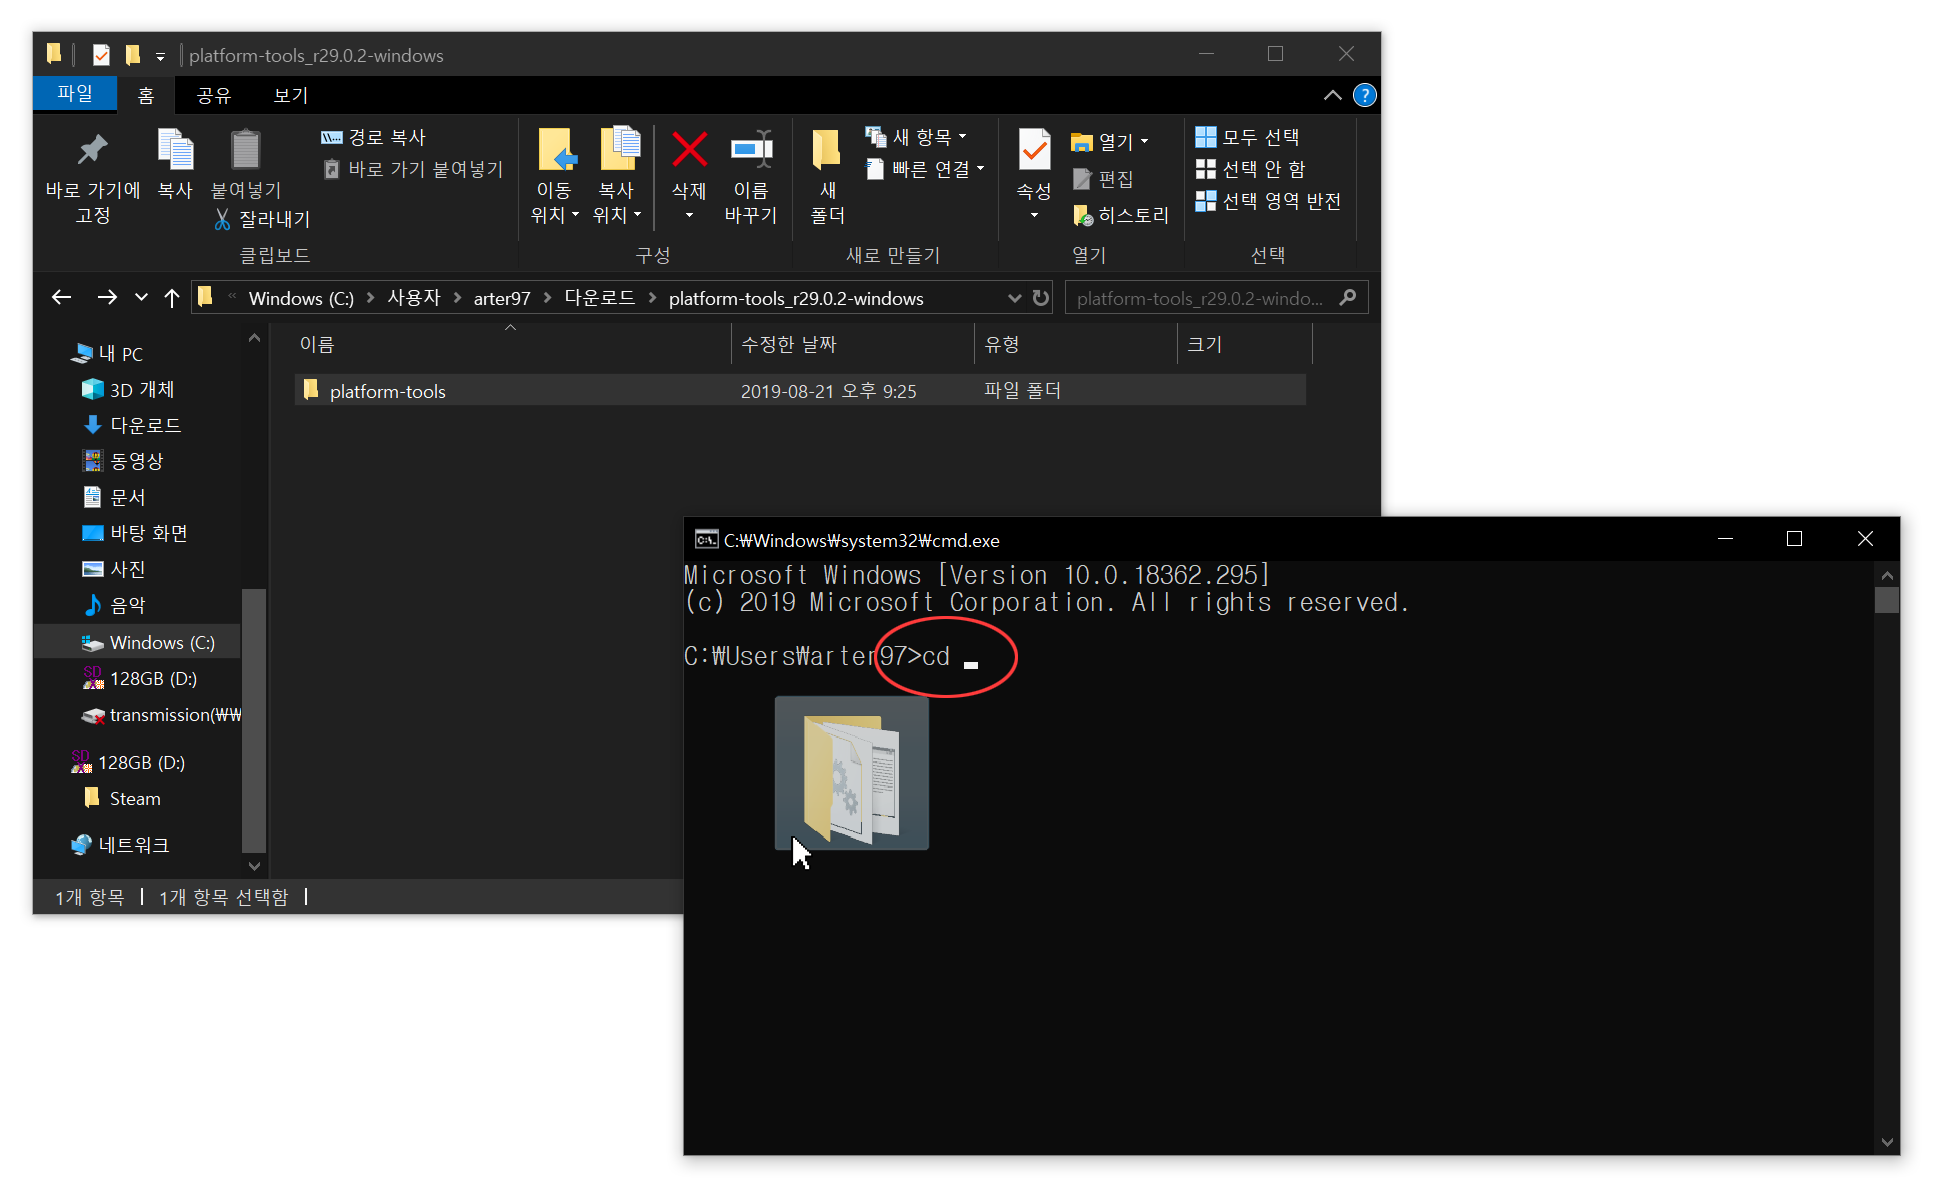 platform-tools_r29.0.2-windows
파일 홈 공유 보기
바로 가기에 고정
복사
붙여넣기
경로 복사
바로 가기 붙여넣기
잘라내기
클립보드
이동 위치
복사 위치
삭제
이름 바꾸기
구성
새 폴더
새 항목
빠른 연결
새로 만들기
속성
열기
편집
히스토리
열기
모두 선택
선택 안 함
선택 영역 반전
선택
« Windows (C:) > 사용자 > arter97 > 다운로드 > platform-tools_r29.0.2-windows
platform-tools_r29.0.2-windo...
내 PC
3D 개체
다운로드
동영상
문서
바탕 화면
사진
음악
Windows (C:)
128GB (D:)
transmission(₩₩
128GB (D:)
Steam
네트워크
이름 수정한 날짜 유형 크기
platform-tools 2019-08-21 오후 9:25 파일 폴더
1개 항목 1개 항목 선택함
C:₩Windows₩system32₩cmd.exe
Microsoft Windows [Version 10.0.18362.295]
(c) 2019 Microsoft Corporation. All rights reserved.
C:₩Users₩arter97>cd